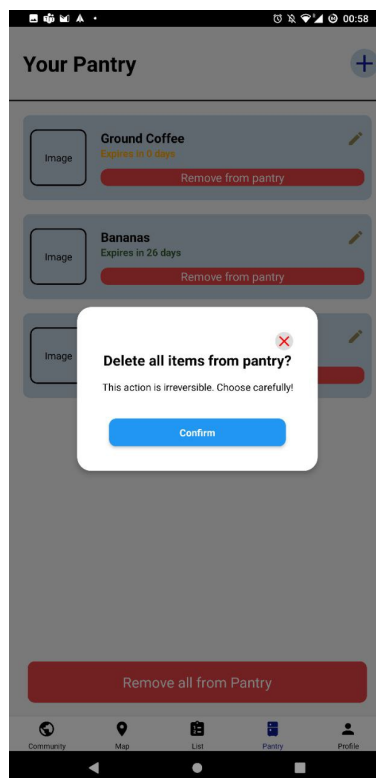 00:58
Your Pantry
Image
Ground Coffee
Expires in 0 days
Remove from pantry
Image
Bananas
Expires in 26 days
Remove from pantry
Image
Delete all items from pantry?
This action is irreversible. Choose carefully!
Confirm
Remove all from Pantry
Community Map List Pantry Profile